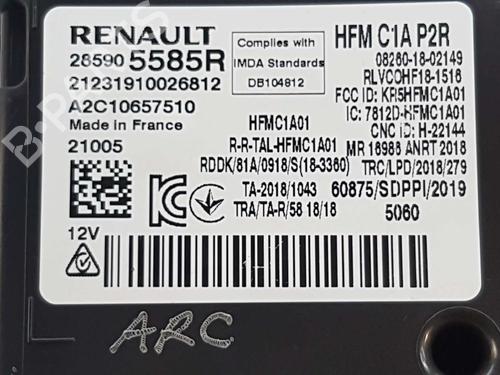 RENAULT
28590 5585R
21231910026812
A2C10657510
Made in France
21005
12V
Complies with
IMDA Standards
DB104812
HFMC1A01
R-R-TAL-HFMC1A01
RDDK/81A/0918/S(18-3360)
TA-2018/1043
TRA/TA-R/58 18/18
HFM C1A P2R
08260-18-02149
RLVCOHF18-1516
FCC ID: KR5HFMC1A01
IC: 7812D-HFMC1A01
CNC ID: H-22144
MR 16986 ANRT 2018
TRC/LPD/2018/279
60875/SDPPI/2019
5060
ARC